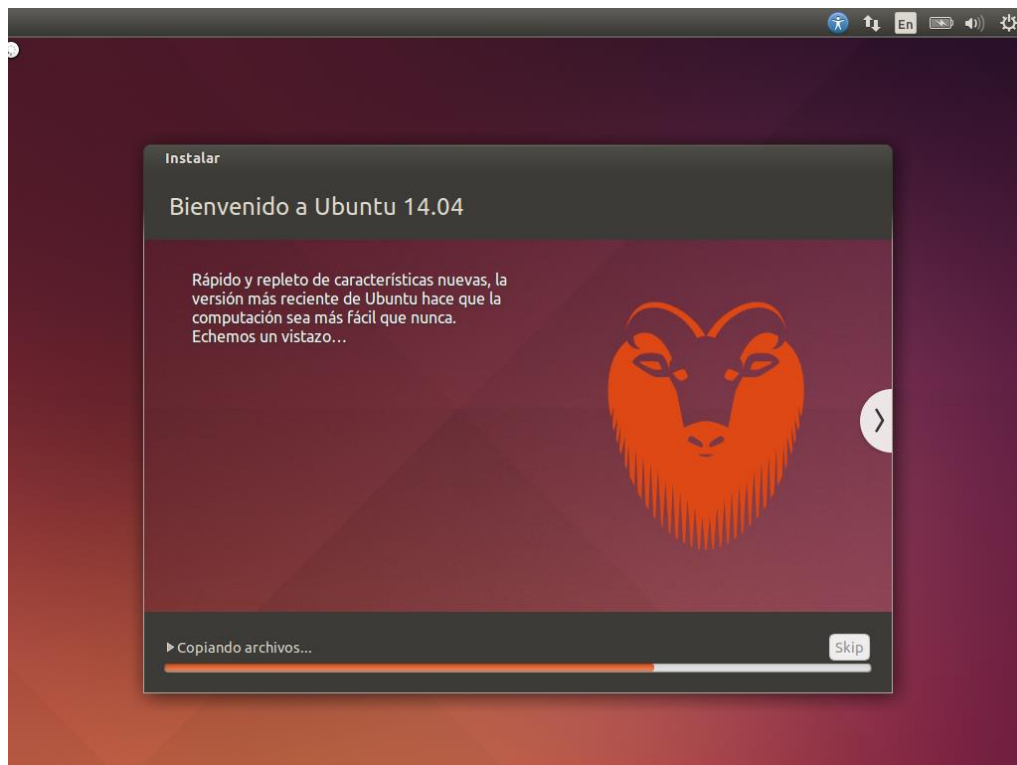 En
Instalar
Bienvenido a Ubuntu 14.04
Rápido y repleto de características nuevas, la
versión más reciente de Ubuntu hace que la
computación sea más fácil que nunca.
Echemos un vistazo...
Copiando archivos...
Skip